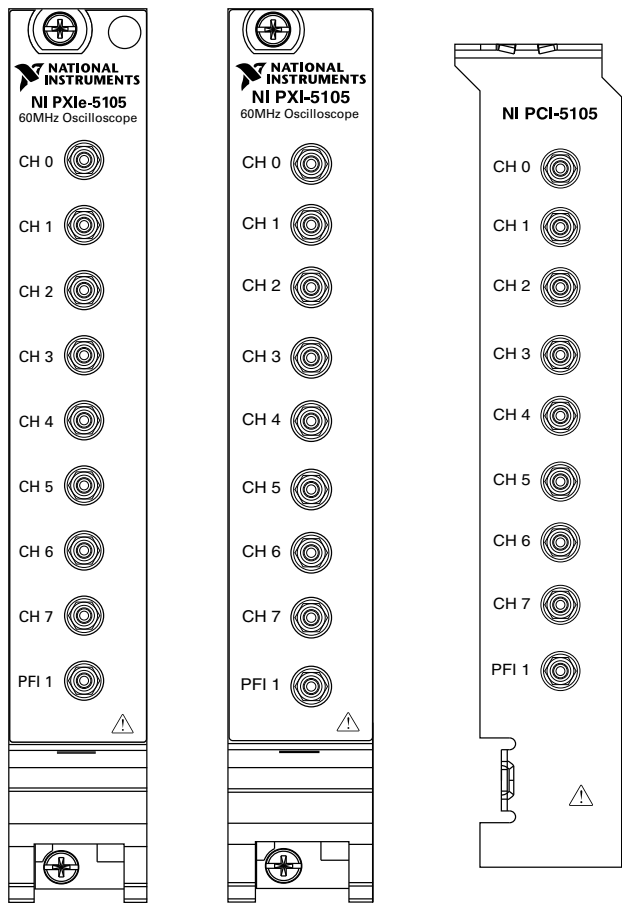 NATIONAL
INSTRUMENTS
NI PXIe-5105
60MHz Oscilloscope
CH 0
CH 1
CH 2
CH 3
CH 4
CH 5
CH 6
CH 7
PFI 1
NATIONAL
INSTRUMENTS
NI PXI-5105
60MHz Oscilloscope
CH 0
CH 1
CH 2
CH 3
CH 4
CH 5
CH 6
CH 7
PFI 1
NI PCI-5105
CH 0
CH 1
CH 2
CH 3
CH 4
CH 5
CH 6
CH 7
PFI 1